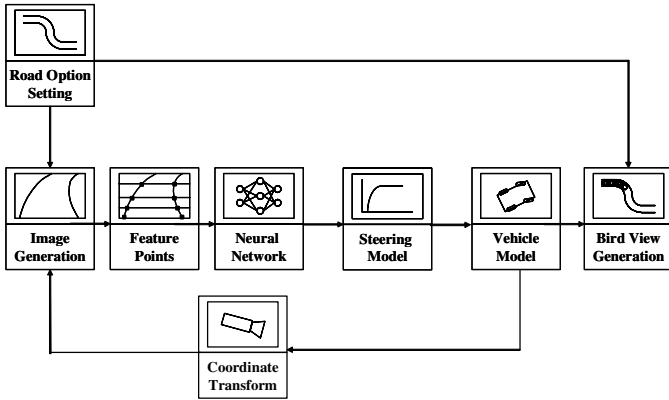 Road Option
Setting
Image
Generation
Feature
Points
Neural
Network
Steering
Model
Vehicle
Model
Bird View
Generation
Coordinate
Transform